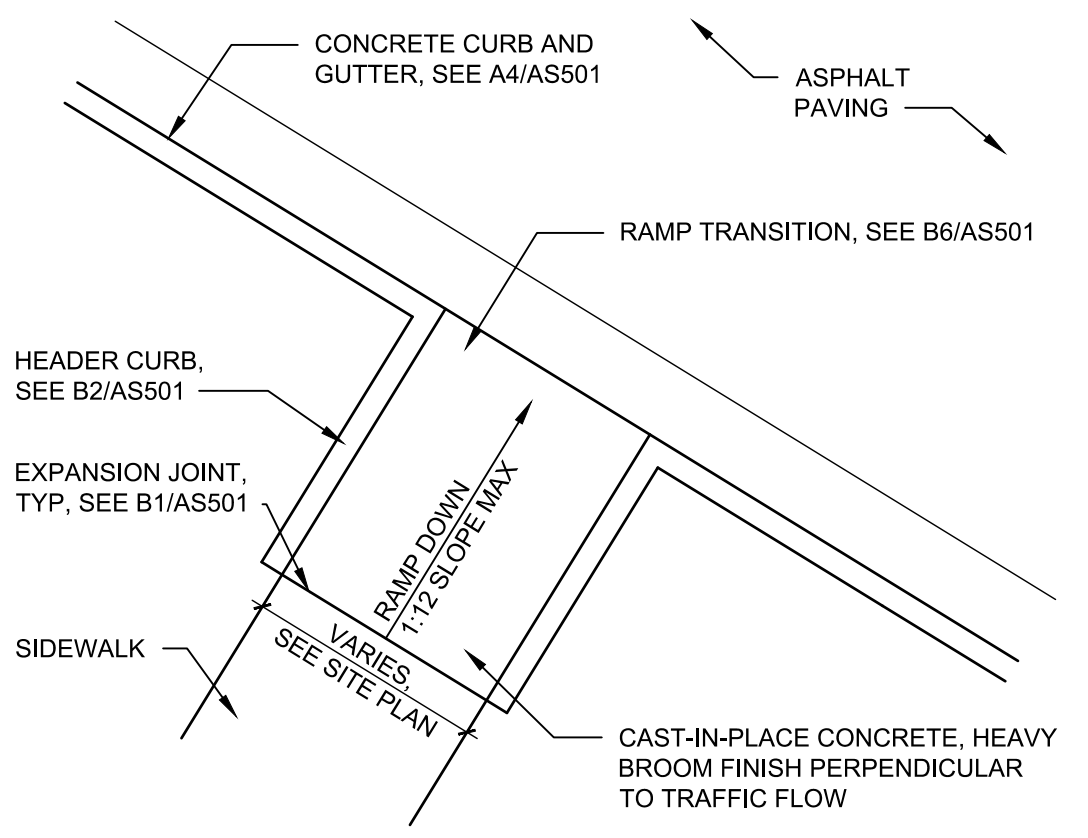 CONCRETE CURB AND
GUTTER, SEE A4/AS501
ASPHALT
PAVING
RAMP TRANSITION, SEE B6/AS501
HEADER CURB,
SEE B2/AS501
EXPANSION JOINT,
TYP, SEE B1/AS501
RAMP DOWN
1:12 SLOPE MAX
SIDEWALK
VARIES,
SEE SITE PLAN
CAST-IN-PLACE CONCRETE, HEAVY
BROOM FINISH PERPENDICULAR
TO TRAFFIC FLOW